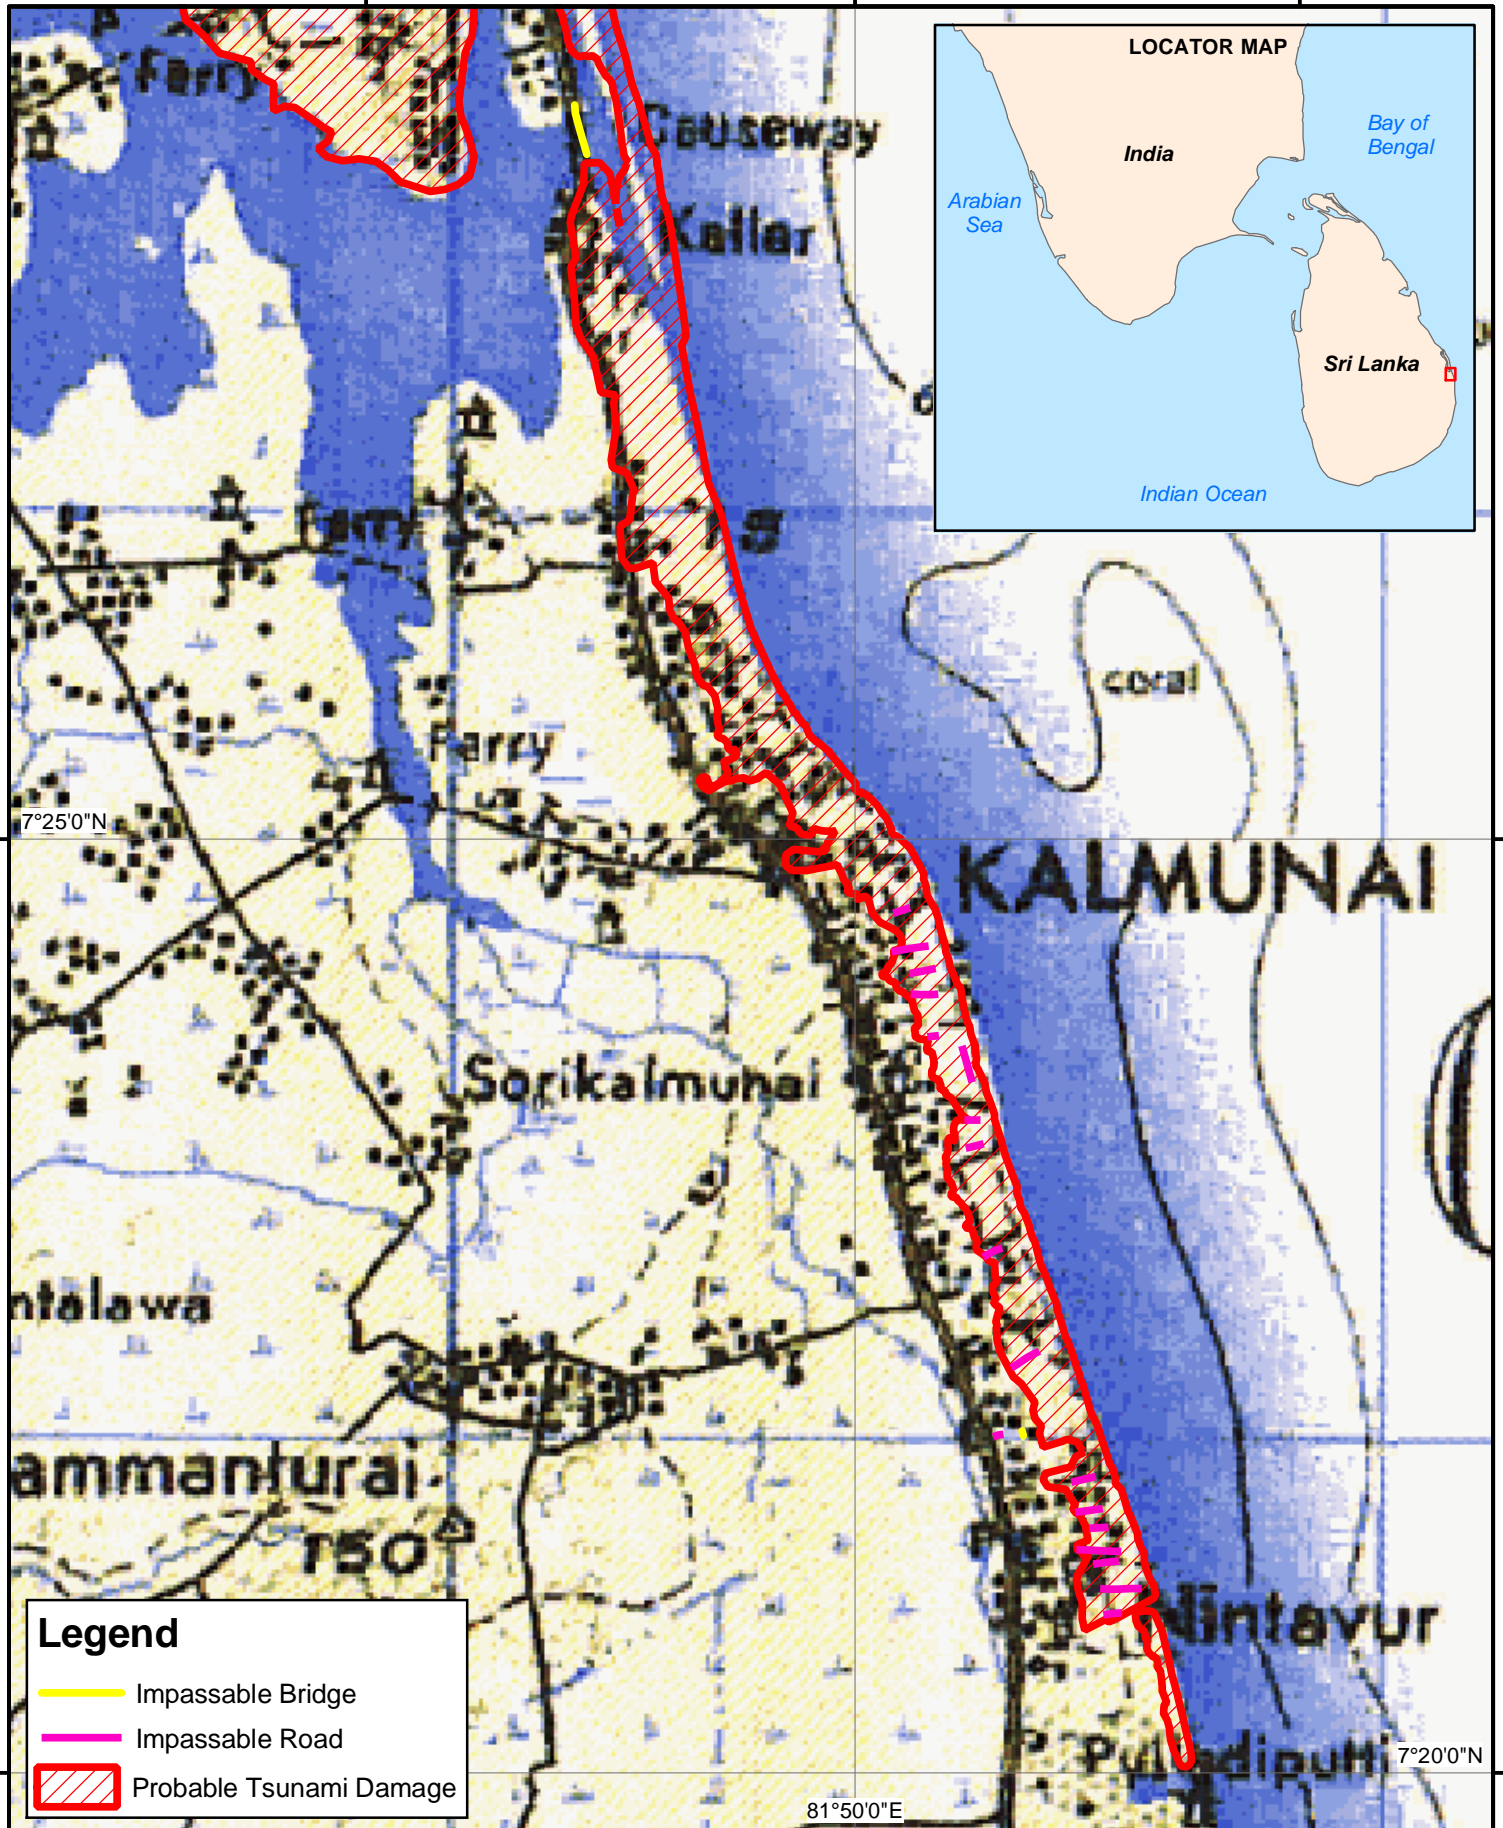 Ferry
Causeway
Kallar
LOCATOR MAP
India
Bay of
Bengal
Arabian
Sea
Sri Lanka
Indian Ocean
Ferry
coral
Ferry
7°25'0"N
KALMUNAI
Sorikalmunai
ntalawa
ammanturai
150
Nintavur
Legend
Impassable Bridge
Impassable Road
Probable Tsunami Damage
7°20'0"N
81°50'0"E